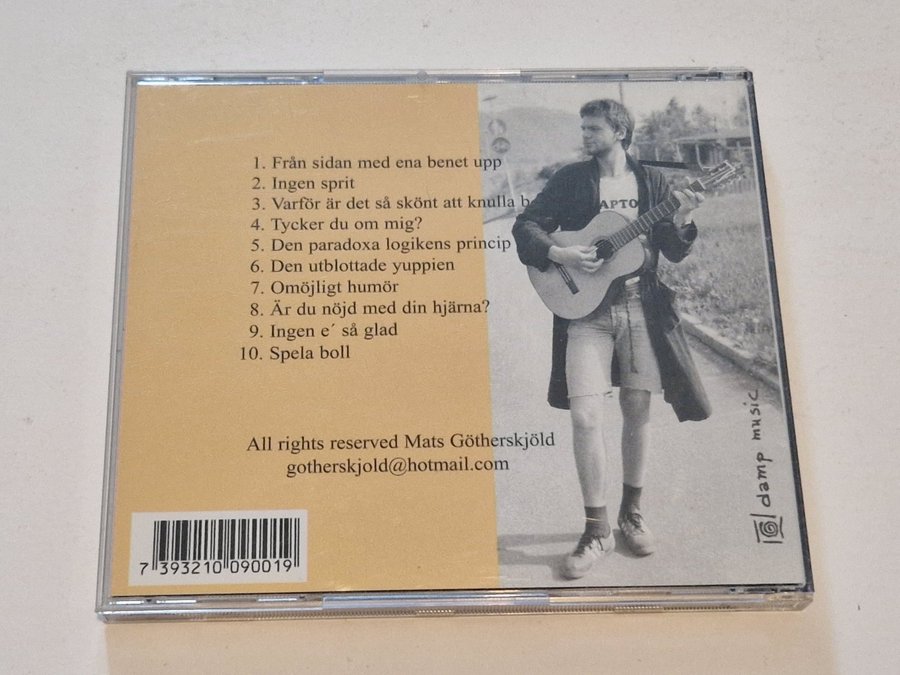 1. Från sidan med ena benet upp
2. Ingen sprit
3. Varför är det så skönt att knulla
4. Tycker du om mig?
5. Den paradoxa logikens princip
6. Den utblottade yuppien
7. Omöjligt humör
8. Är du nöjd med din hjärna?
9. Ingen e´ så glad
10. Spela boll
APTO
All rights reserved Mats Götherskjöld
gotherskjold@hotmail.com
damp music
7 393210 090019